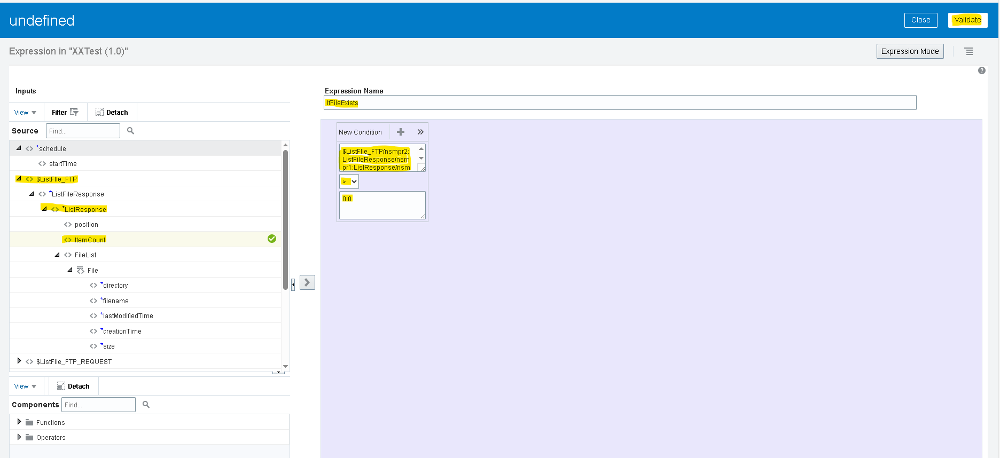 undefined
Close
Validate
Expression in "XXTest (1.0)"
Expression Mode
Inputs
View
Filter
Detach
Source
Find...
*schedule
startTime
$ListFIle_FTP
*ListFileResponse
*ListResponse
position
ItemCount
FileList
File
*directory
*filename
*lastModifiedTime
*creationTime
*size
$ListFIle_FTP_REQUEST
View
Detach
Components
Find...
Functions
Operators
Expression Name
IfFileExists
New Condition
$ListFIle_FTP/nsmpr2:
ListFileResponse/nsm
pr1:ListResponse/nsm
>
0.0